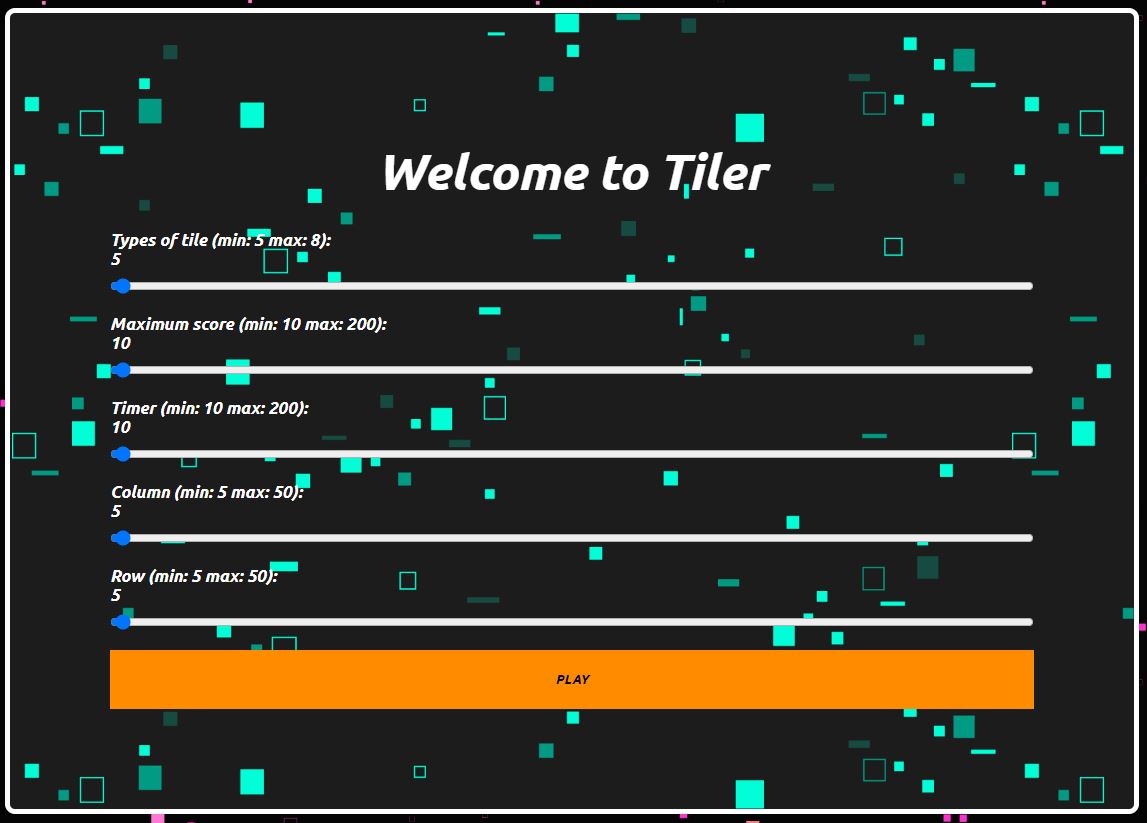 Welcome to Tiler
Types of tile (min: 5 max: 8):
5
Maximum score (min: 10 max: 200):
10
Timer (min: 10 max: 200):
10
Column (min: 5 max: 50):
5
Row (min: 5 max: 50):
5
PLAY